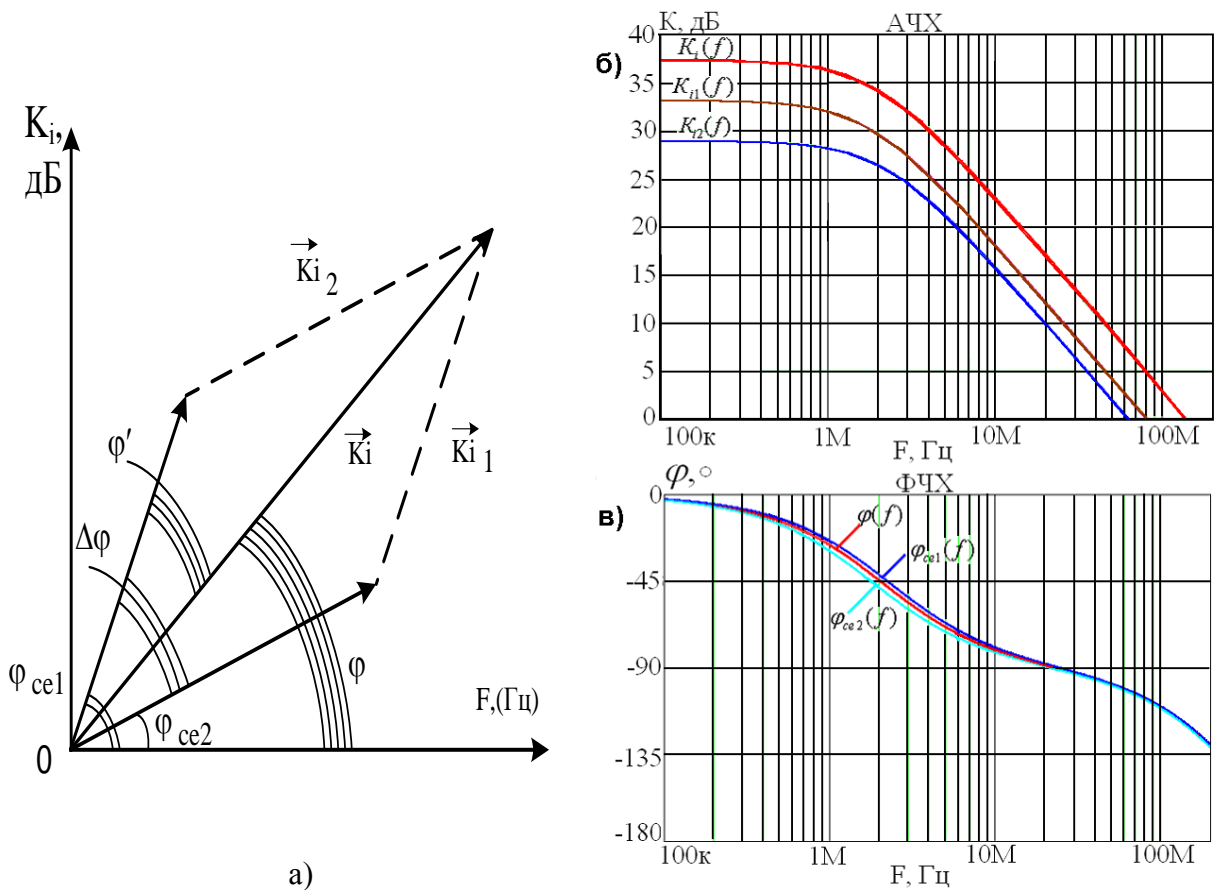 Ki,
дБ
Ki 2
φ′
Ki
Ki 1
Δφ
φ
φce1
F,(Гц)
φce2
0
а)
б)
К, дБ
АЧХ
40
Ki(f)
35
Ki1(f)
30
Ki2(f)
25
20
15
10
5
0
100к
1М
10М
100М
F, Гц
в)
φ,°
ФЧХ
0
φ(f)
φce1(f)
-45
φce2(f)
-90
-135
-180
100к
1М
10М
100М
F, Гц